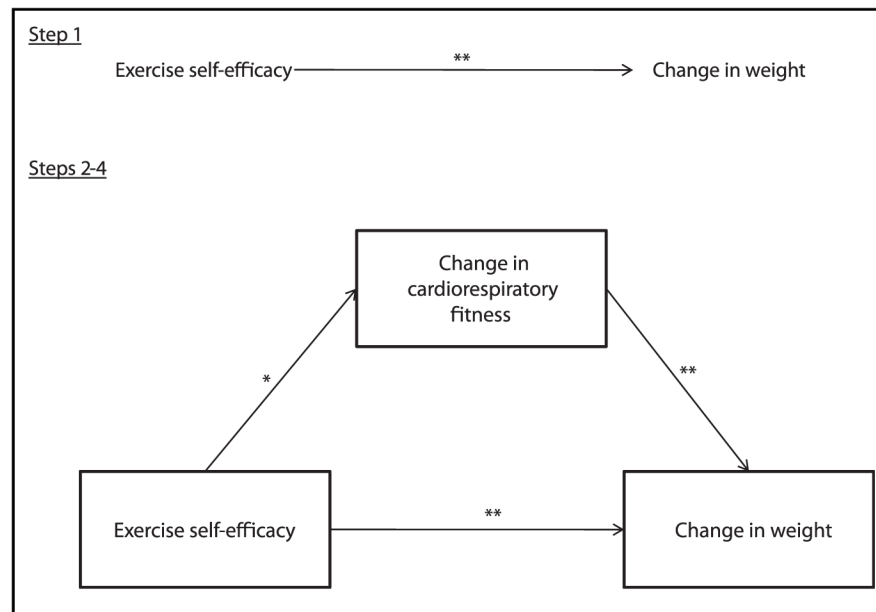 Step 1
**
Exercise self-efficacy
Change in weight
Steps 2-4
Change in
cardiorespiratory
fitness
*
**
Exercise self-efficacy
**
Change in weight